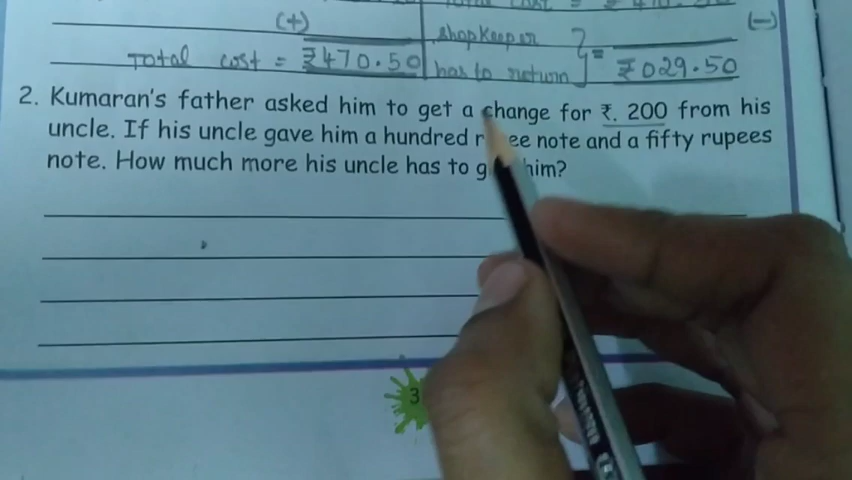 (+) (-)
shopkeeper
Total cost = ₹470.50 has to return } = ₹029.50
2. Kumaran's father asked him to get a change for ₹. 200 from his
uncle. If his uncle gave him a hundred r ee note and a fifty rupees
note. How much more his uncle has to g him?
3